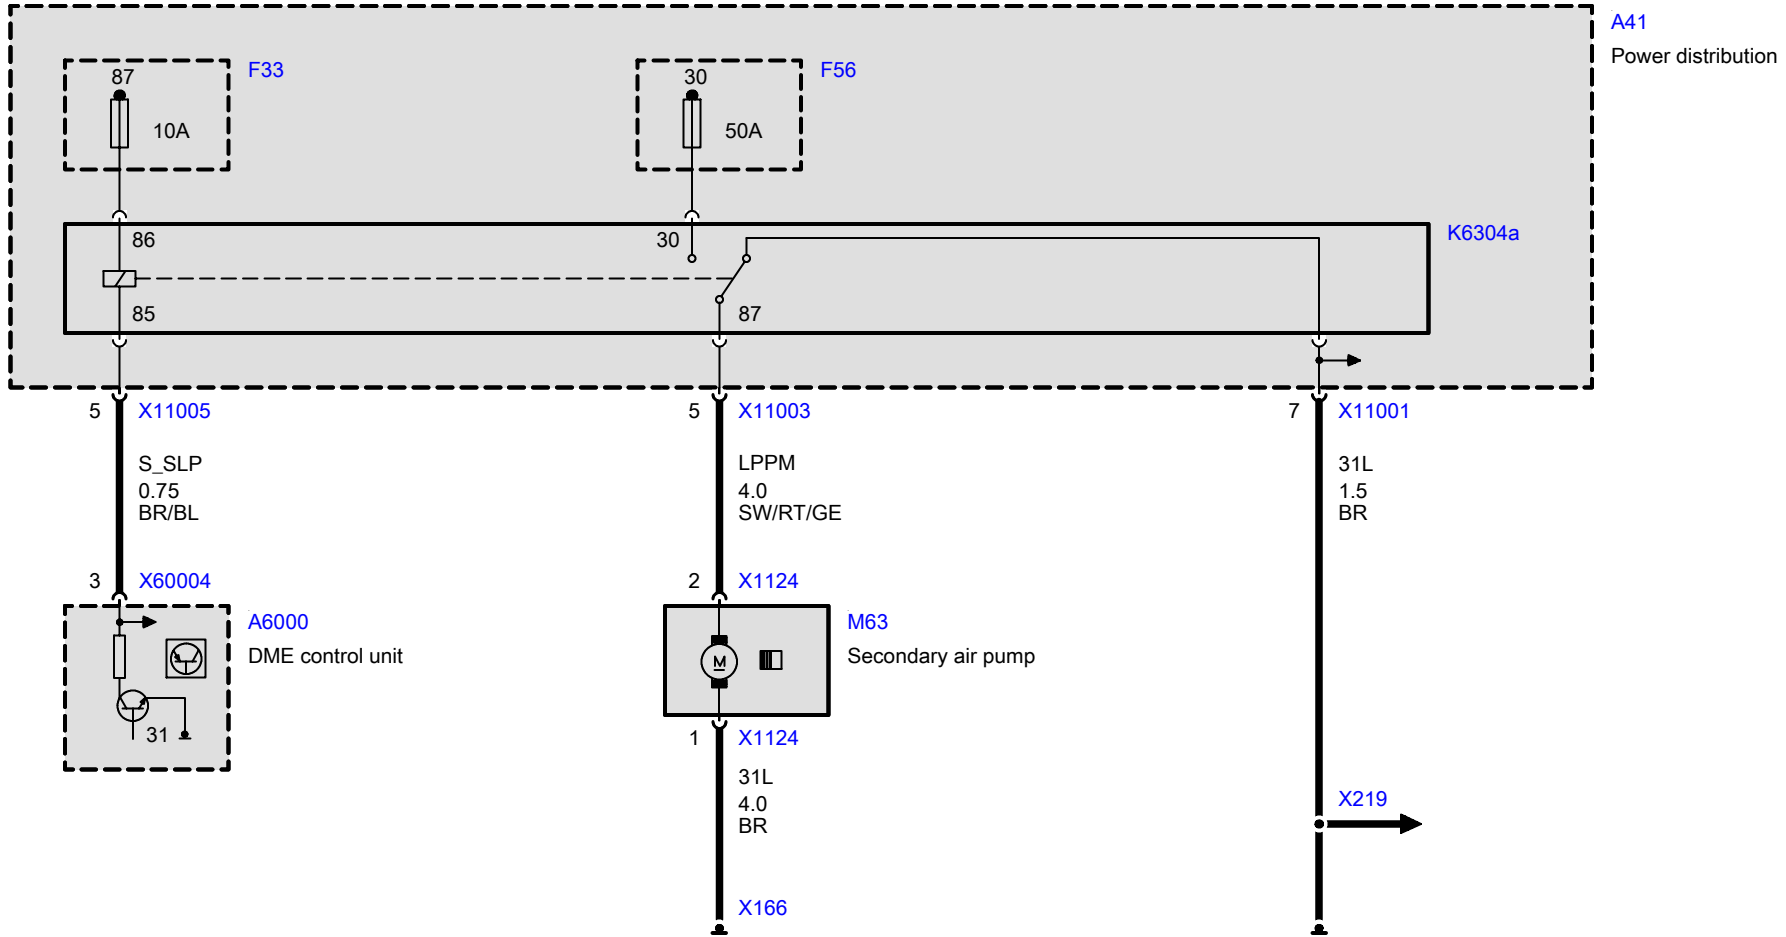 A41
Power distribution
87
F33
30
F56
10A
50A
86
30
K6304a
85
87
5
X11005
5
X11003
7
X11001
S_SLP
0.75
BR/BL
LPPM
4.0
SW/RT/GE
31L
1.5
BR
3
X60004
2
X1124
A6000
DME control unit
31
M
M63
Secondary air pump
1
X1124
31L
4.0
BR
X219
X166